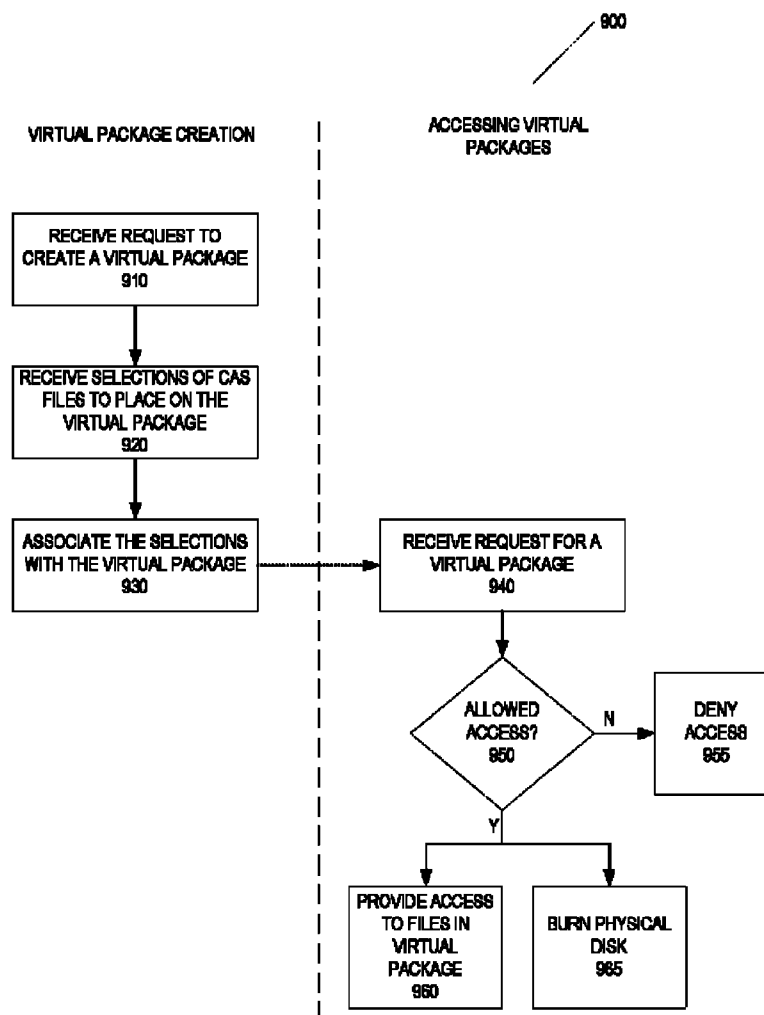 900
VIRTUAL PACKAGE CREATION
ACCESSING VIRTUAL
PACKAGES
RECEIVE REQUEST TO
CREATE A VIRTUAL PACKAGE
910
RECEIVE SELECTIONS OF CAS
FILES TO PLACE ON THE
VIRTUAL PACKAGE
920
ASSOCIATE THE SELECTIONS
WITH THE VIRTUAL PACKAGE
930
RECEIVE REQUEST FOR A
VIRTUAL PACKAGE
940
ALLOWED
ACCESS?
950
N
DENY
ACCESS
955
Y
PROVIDE ACCESS
TO FILES IN
VIRTUAL
PACKAGE
960
BURN PHYSICAL
DISK
965